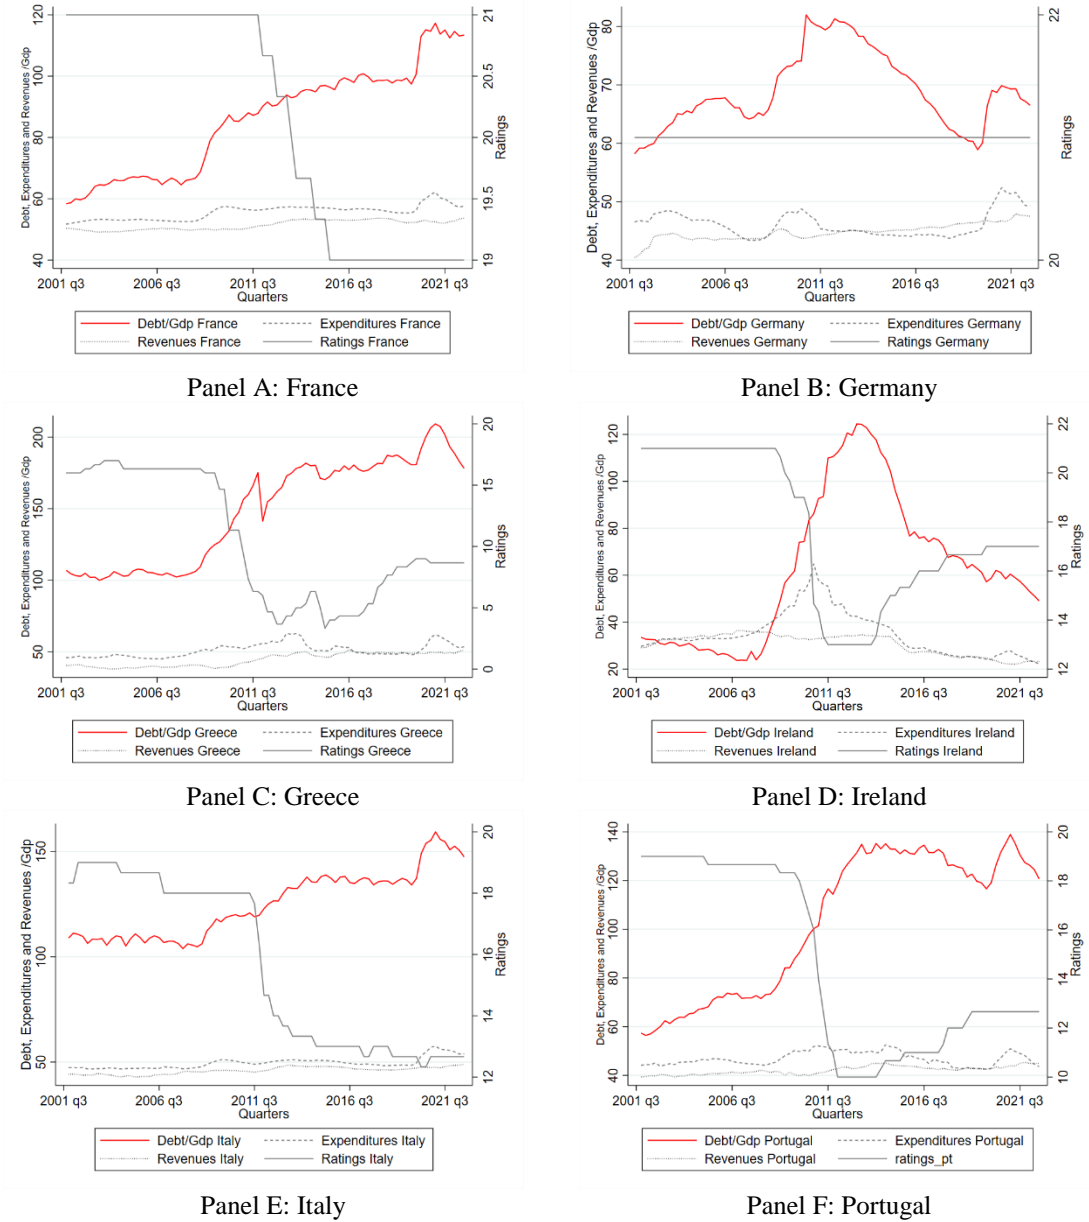 Debt, Expenditures and Revenues /Gdp
120
100
80
60
40
21
20.5
20
19.5
19
Ratings
2001 q3 2006 q3 2011 q3 2016 q3 2021 q3
Quarters
Debt/Gdp France Expenditures France
Revenues France Ratings France
Panel A: France
Debt, Expenditures and Revenues /Gdp
80
70
60
50
40
22
20
Ratings
2001 q3 2006 q3 2011 q3 2016 q3 2021 q3
Quarters
Debt/Gdp Germany Expenditures Germany
Revenues Germany Ratings Germany
Panel B: Germany
Debt, Expenditures and Revenues /Gdp
200
150
100
50
20
15
10
5
0
Ratings
2001 q3 2006 q3 2011 q3 2016 q3 2021 q3
Quarters
Debt/Gdp Greece Expenditures Greece
Revenues Greece Ratings Greece
Panel C: Greece
Debt, Expenditures and Revenues /Gdp
120
100
80
60
40
20
22
20
18
16
14
12
Ratings
2001 q3 2006 q3 2011 q3 2016 q3 2021 q3
Quarters
Debt/Gdp Ireland Expenditures Ireland
Revenues Ireland Ratings Ireland
Panel D: Ireland
Debt, Expenditures and Revenues /Gdp
150
100
50
20
18
16
14
12
Ratings
2001 q3 2006 q3 2011 q3 2016 q3 2021 q3
Quarters
Debt/Gdp Italy Expenditures Italy
Revenues Italy Ratings Italy
Panel E: Italy
Debt, Expenditures and Revenues /Gdp
140
120
100
80
60
40
20
18
16
14
12
10
Ratings
2001 q3 2006 q3 2011 q3 2016 q3 2021 q3
Quarters
Debt/Gdp Portugal Expenditures Portugal
Revenues Portugal ratings_pt
Panel F: Portugal